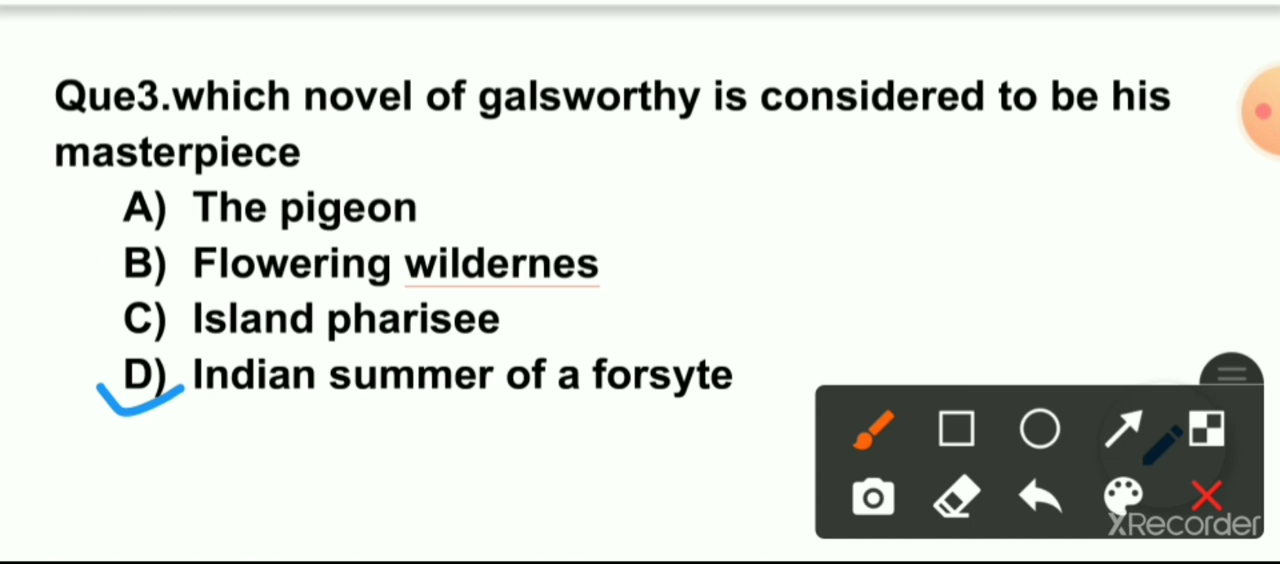 Que3.which novel of galsworthy is considered to be his
masterpiece
A) The pigeon
B) Flowering wildernes
C) Island pharisee
D) Indian summer of a forsyte
XRecorder